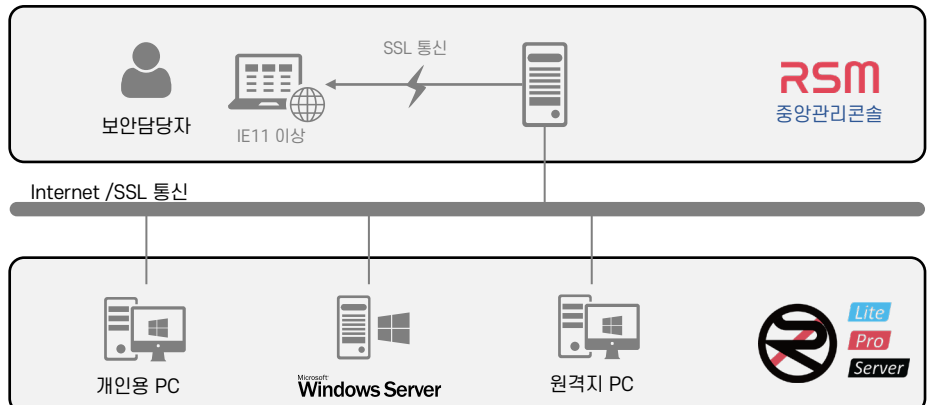 SSL 통신
RSM
중앙관리콘솔
보안담당자
IE11 이상
Internet /SSL 통신
Lite
Pro
Server
개인용 PC
Microsoft
Windows Server
원격지 PC